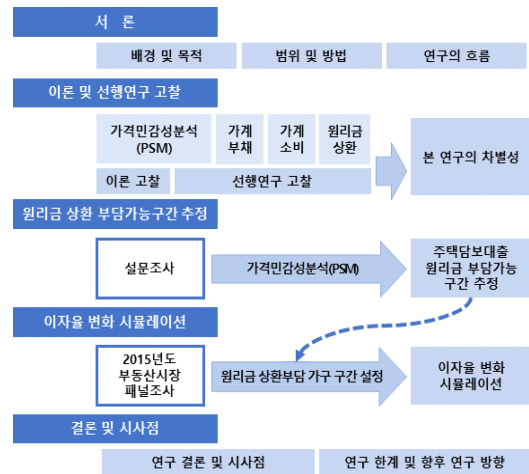 서 론
배경 및 목적
범위 및 방법
연구의 흐름
이론 및 선행연구 고찰
가격민감성분석
(PSM)
가계
부채
가계
소비
원리금
상환
이론 고찰
선행연구 고찰
본 연구의 차별성
원리금 상환 부담가능구간 추정
설문조사
가격민감성분석(PSM)
주택담보대출
원리금 부담가능
구간 추정
이자율 변화 시뮬레이션
2015년도
부동산시장
패널조사
원리금 상환부담 가구 구간 설정
이자율 변화
시뮬레이션
결론 및 시사점
연구 결론 및 시사점
연구 한계 및 향후 연구 방향